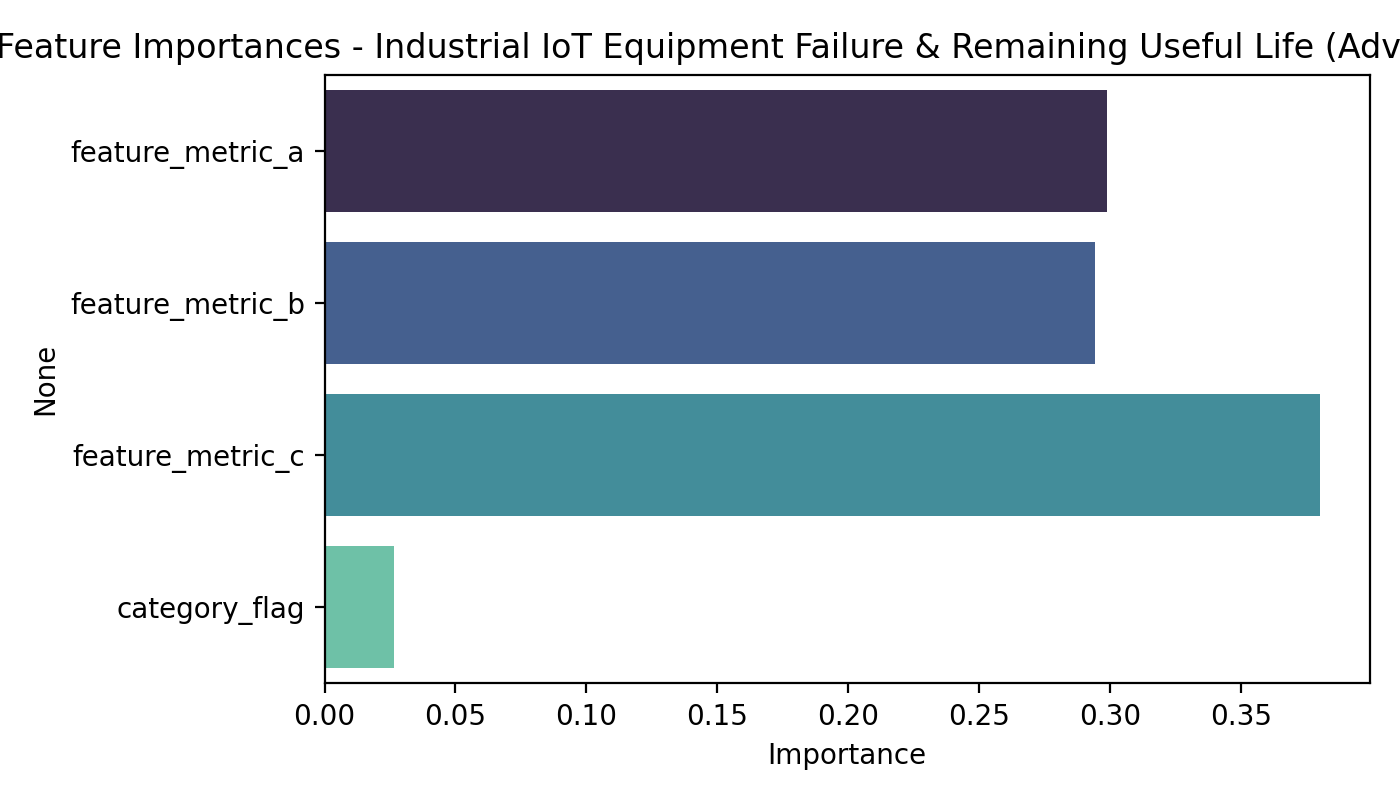 Feature Importances - Industrial IoT Equipment Failure & Remaining Useful Life (Adv
feature_metric_a
feature_metric_b
feature_metric_c
category_flag
None
0.00 0.05 0.10 0.15 0.20 0.25 0.30 0.35
Importance